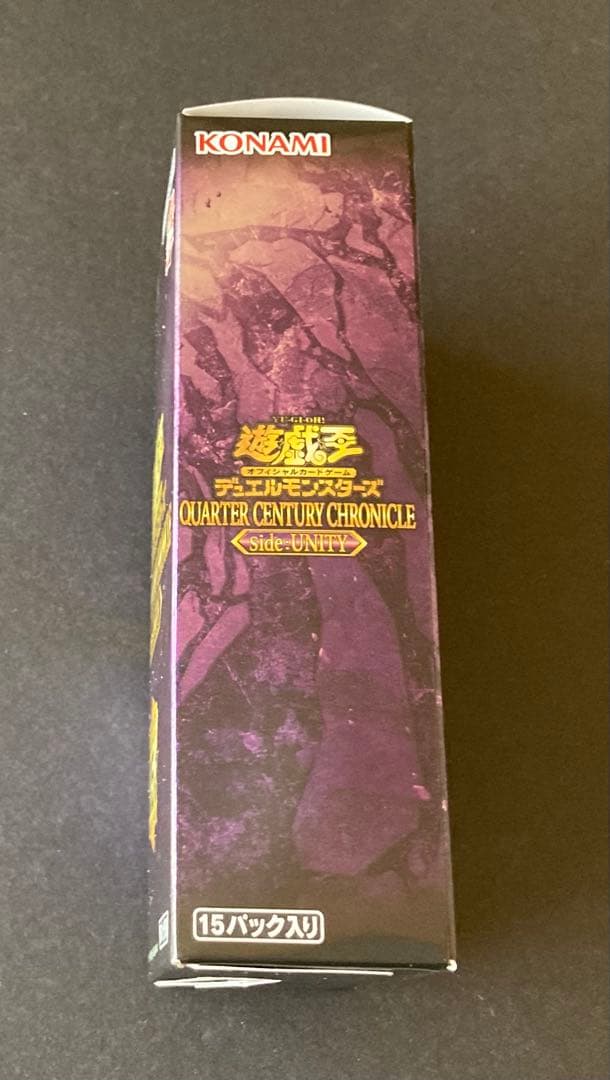 KONAMI
YU-GI-OH!
遊戯王
オフィシャルカードゲーム
デュエルモンスターズ
QUARTER CENTURY CHRONICLE
side:UNITY
15パック入り